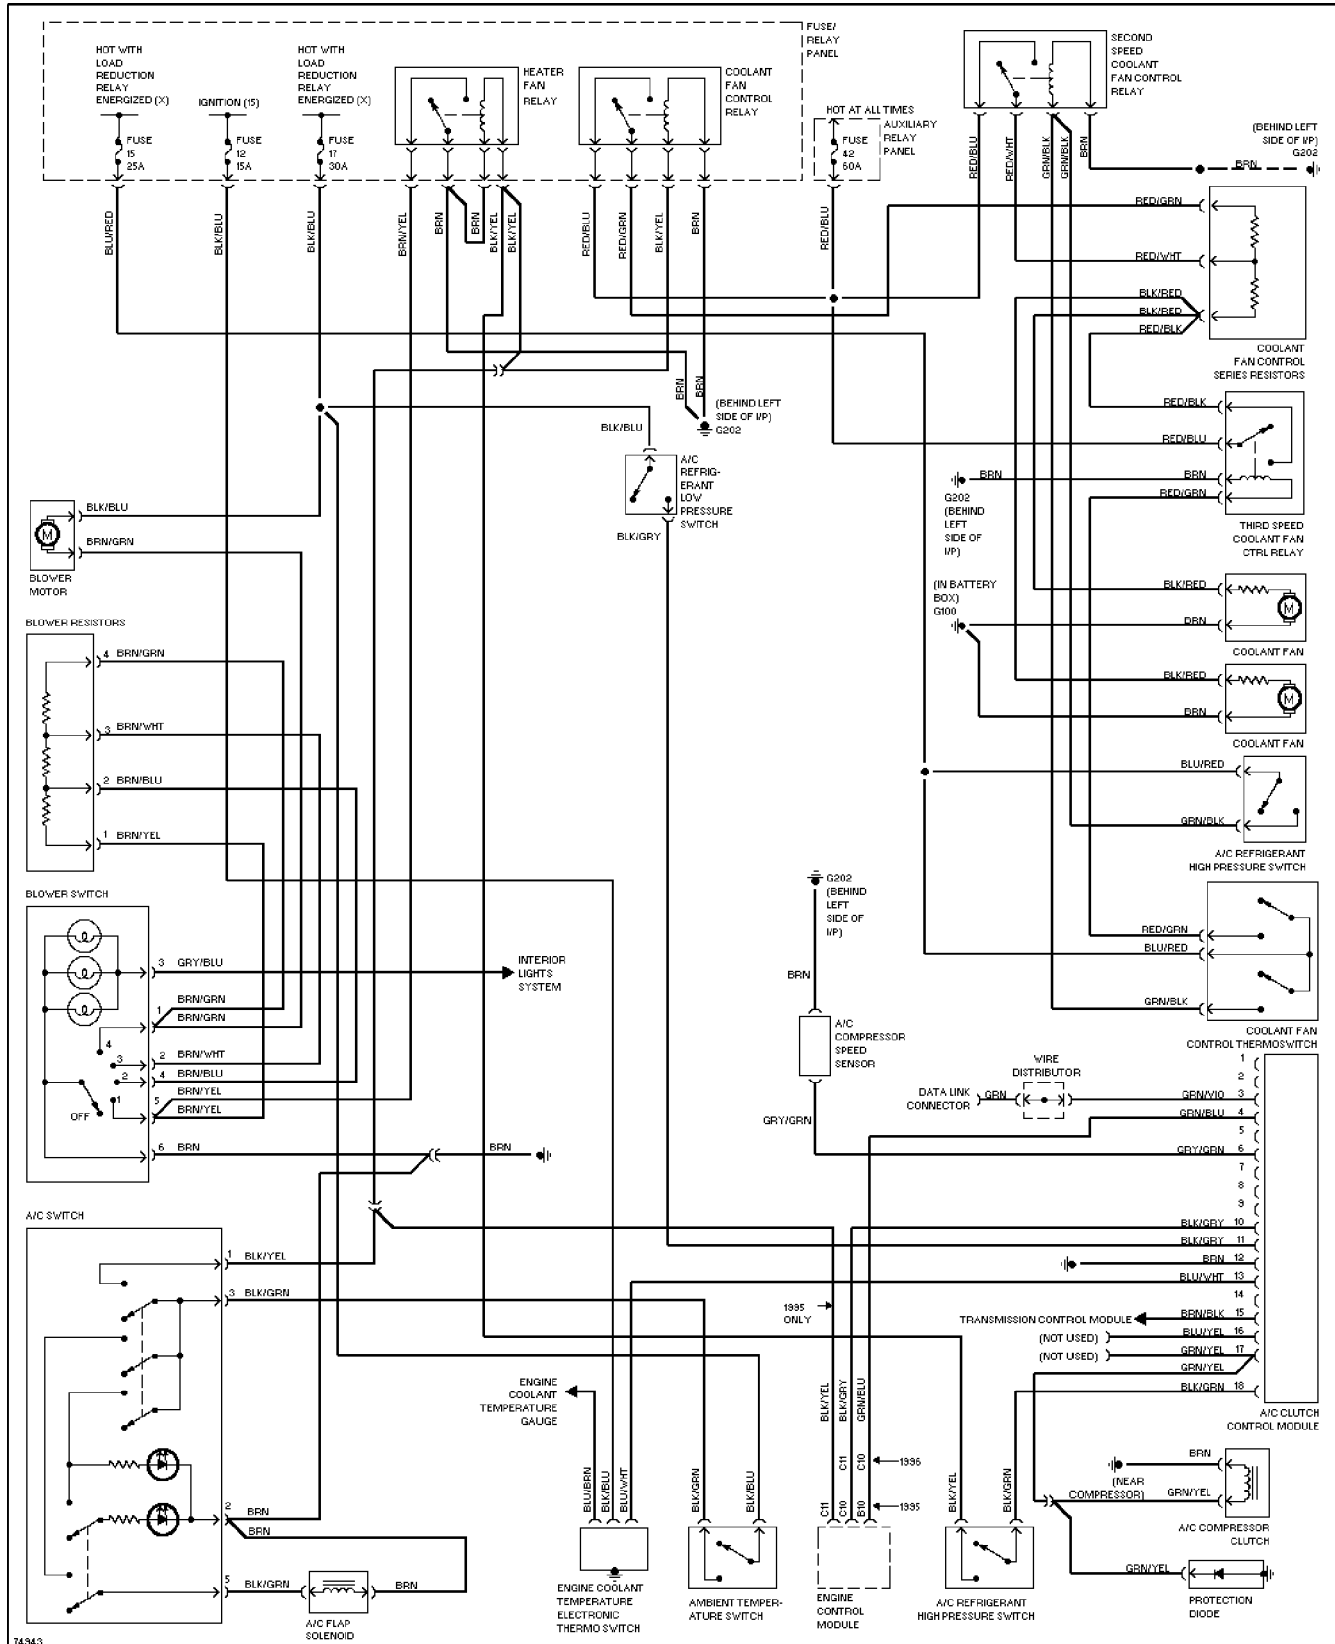 HOT WITH
LOAD
REDUCTION
RELAY
ENERGIZED (X)
FUSE
15
25A
IGNITION (15)
FUSE
12
15A
HOT WITH
LOAD
REDUCTION
RELAY
ENERGIZED (X)
FUSE
17
30A
HEATER
FAN
RELAY
COOLANT
FAN
CONTROL
RELAY
FUSE/
RELAY
PANEL
HOT AT ALL TIMES
FUSE
42
60A
AUXILIARY
RELAY
PANEL
SECOND
SPEED
COOLANT
FAN CONTROL
RELAY
(BEHIND LEFT
SIDE OF I/P)
G202
BRN
BLU/RED
BLK/BLU
BLK/BLU
BRN/YEL
BRN
BRN
BLK/YEL
BLK/YEL
RED/BLU
RED/GRN
BLK/YEL
BRN
RED/BLU
RED/BLU
RED/WHT
GRN/BLK
GRN/BLK
BRN
RED/GRN
RED/WHT
BLK/RED
BLK/RED
RED/BLK
COOLANT
FAN CONTROL
SERIES RESISTORS
BRN
BRN
(BEHIND LEFT
SIDE OF I/P)
G202
BLK/BLU
A/C
REFRIG-
ERANT
LOW
PRESSURE
SWITCH
BLK/GRY
RED/BLK
RED/BLU
BRN
RED/GRN
THIRD SPEED
COOLANT FAN
CTRL RELAY
BRN
G202
(BEHIND
LEFT
SIDE OF
I/P)
BLK/BLU
BRN/GRN
M
BLOWER
MOTOR
(IN BATTERY
BOX)
G100
BLK/RED
BRN
M
COOLANT FAN
BLK/RED
BRN
M
COOLANT FAN
BLOWER RESISTORS
4 BRN/GRN
3 BRN/WHT
2 BRN/BLU
1 BRN/YEL
BLU/RED
GRN/BLK
A/C REFRIGERANT
HIGH PRESSURE SWITCH
G202
(BEHIND
LEFT
SIDE OF
I/P)
BRN
A/C
COMPRESSOR
SPEED
SENSOR
GRY/GRN
RED/GRN
BLU/RED
GRN/BLK
COOLANT FAN
CONTROL THERMOSWITCH
BLOWER SWITCH
3 GRY/BLU
INTERIOR
LIGHTS
SYSTEM
BRN/GRN
1
BRN/GRN
2 BRN/WHT
4 BRN/BLU
BRN/YEL
5
BRN/YEL
6 BRN
BRN
4
3
2
1
OFF
WIRE
DISTRIBUTOR
DATA LINK
CONNECTOR
GRN
1
2
GRN/VIO 3
GRN/BLU 4
5
GRY/GRN 6
7
8
9
BLK/GRY 10
BLK/GRY 11
BRN 12
BLU/WHT 13
14
BRN/BLK 15
BLU/YEL 16
GRN/YEL 17
GRN/YEL
BLK/GRN 18
TRANSMISSION CONTROL MODULE
(NOT USED)
(NOT USED)
A/C CLUTCH
CONTROL MODULE
A/C SWITCH
1 BLK/YEL
3 BLK/GRN
2 BRN
BRN
5 BLK/GRN
BRN
A/C FLAP
SOLENOID
ENGINE
COOLANT
TEMPERATURE
GAUGE
BLU/BRN
BLK/BLU
BLU/WHT
ENGINE COOLANT
TEMPERATURE
ELECTRONIC
THERMO SWITCH
BLK/GRN
BLK/BLU
AMBIENT TEMPER-
ATURE SWITCH
1995
ONLY
BLK/YEL
BLK/GRY
GRN/BLU
C11
C10
1996
C11
C10
B10
1995
ENGINE
CONTROL
MODULE
BLK/YEL
BLK/GRN
A/C REFRIGERANT
HIGH PRESSURE SWITCH
BRN
(NEAR
COMPRESSOR)
GRN/YEL
A/C COMPRESSOR
CLUTCH
GRN/YEL
PROTECTION
DIODE
74943